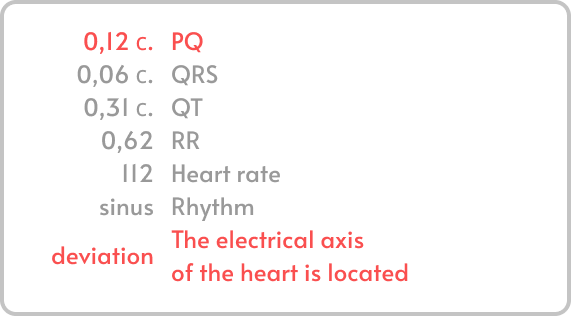 0,12 с. PQ
0,06 с. QRS
0,31 с. QT
0,62 RR
112 Heart rate
sinus Rhythm
deviation The electrical axis
of the heart is located